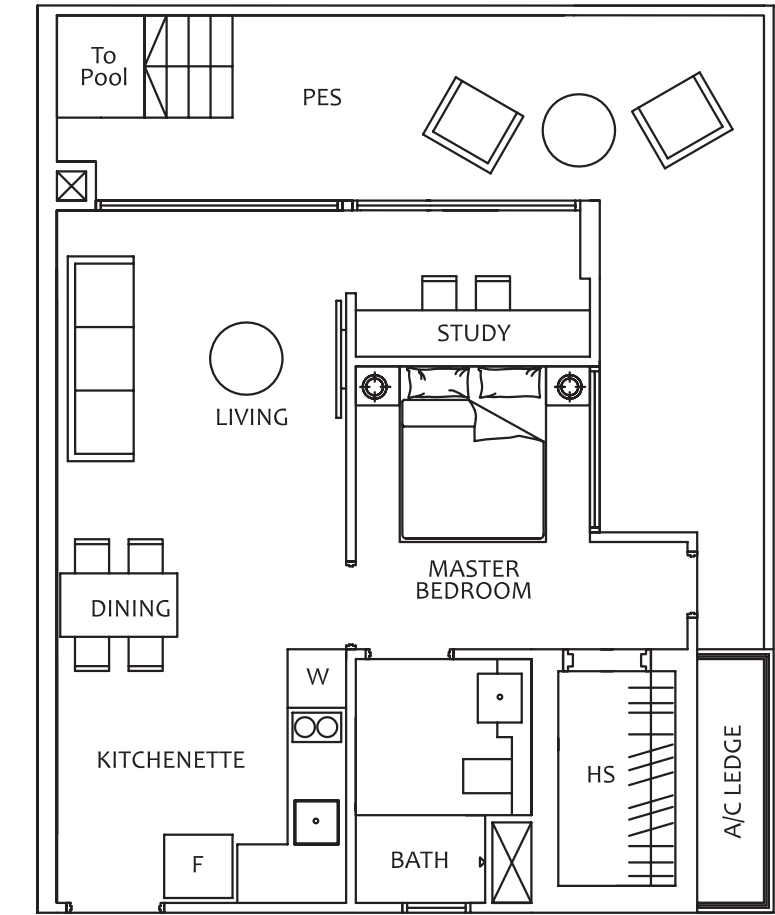 To
Pool
PES
STUDY
LIVING
MASTER
BEDROOM
DINING
W
KITCHENETTE
HS
A/C LEDGE
F
BATH